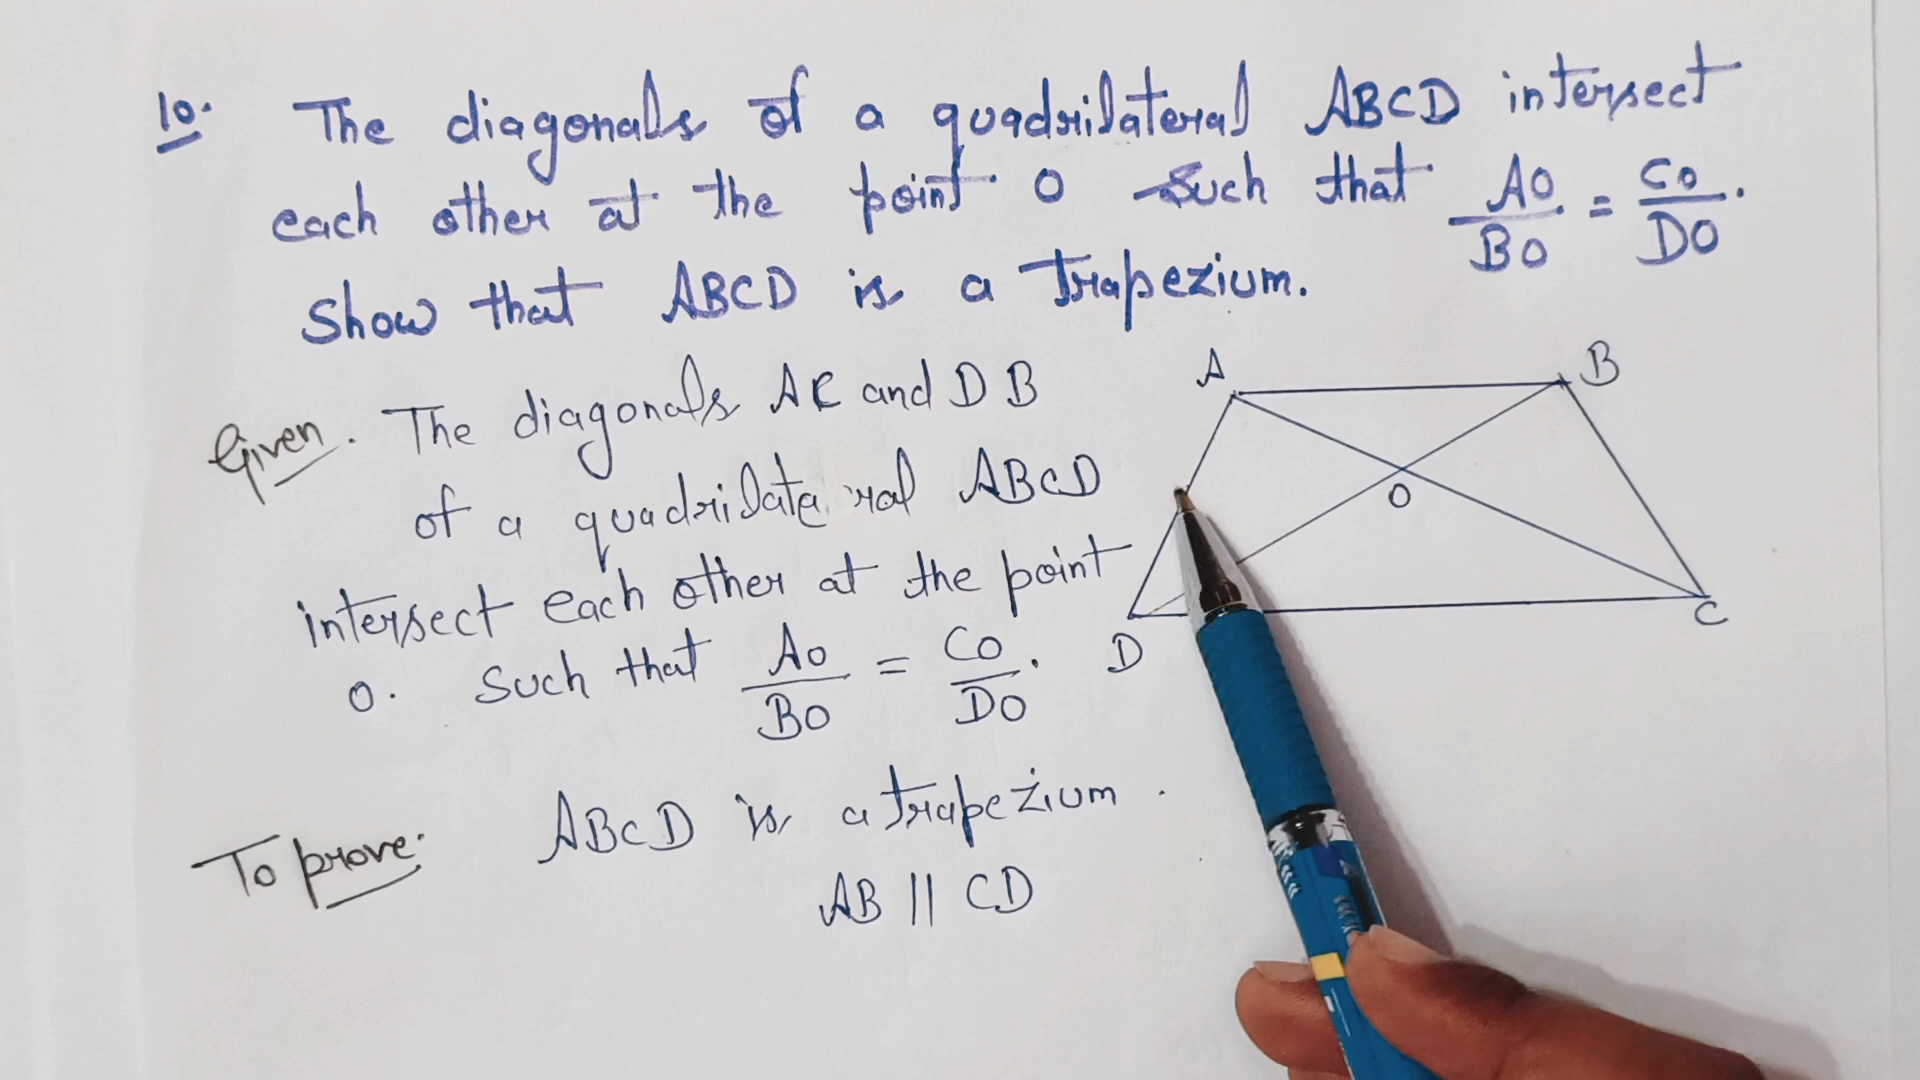 10. The diagonals of a quadrilateral ABCD intersect
each other at the point O such that AO/BO = CO/DO.
Show that ABCD is a trapezium.
Given. The diagonals AC and DB
of a quadrilateral ABCD
intersect each other at the point
O. Such that AO/BO = CO/DO.
To prove: ABCD is a trapezium.
AB || CD
A B
O
D C